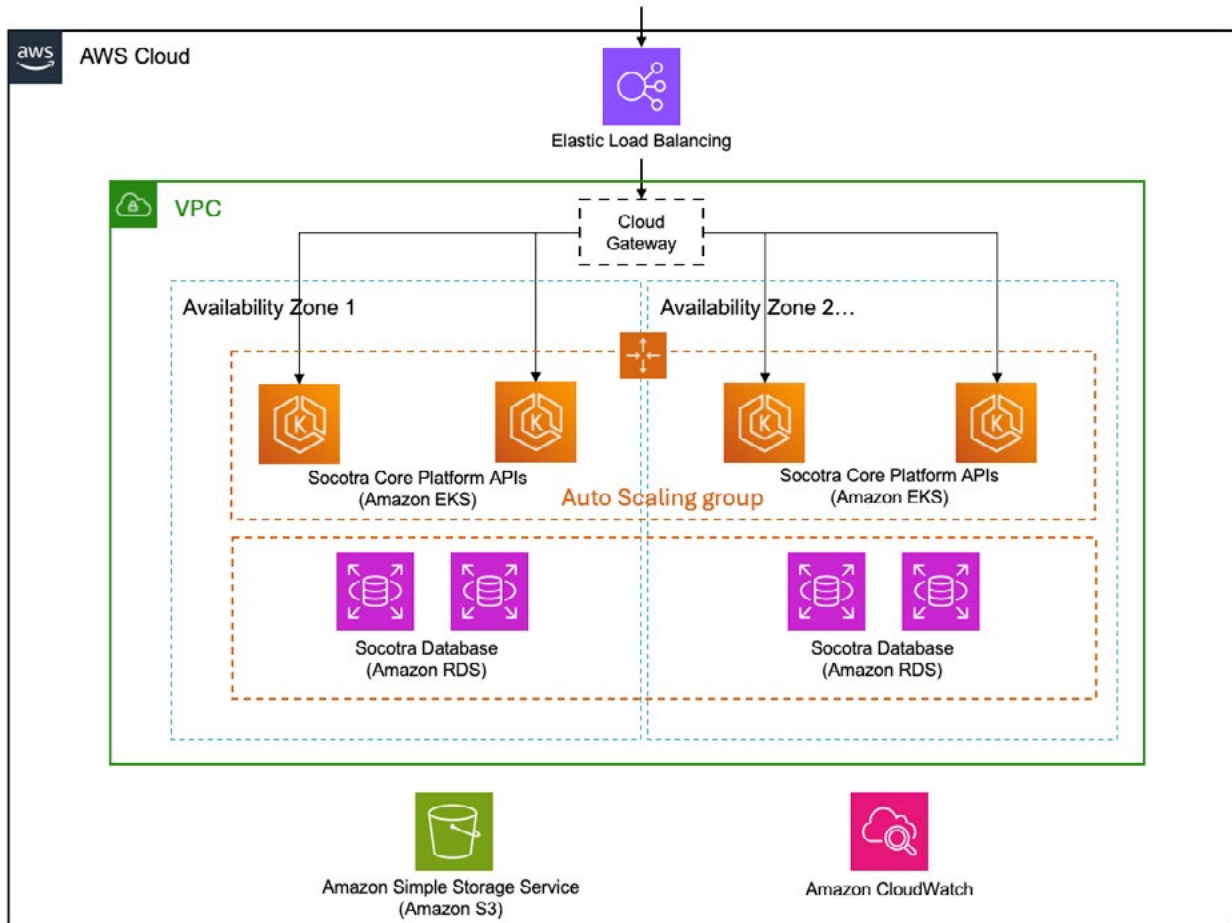 aws
AWS Cloud
Elastic Load Balancing
VPC
Cloud
Gateway
Availability Zone 1
Availability Zone 2...
K
K
K
K
Socotra Core Platform APIs
(Amazon EKS)
Socotra Core Platform APIs
(Amazon EKS)
Auto Scaling group
Socotra Database
(Amazon RDS)
Socotra Database
(Amazon RDS)
Amazon Simple Storage Service
(Amazon S3)
Amazon CloudWatch